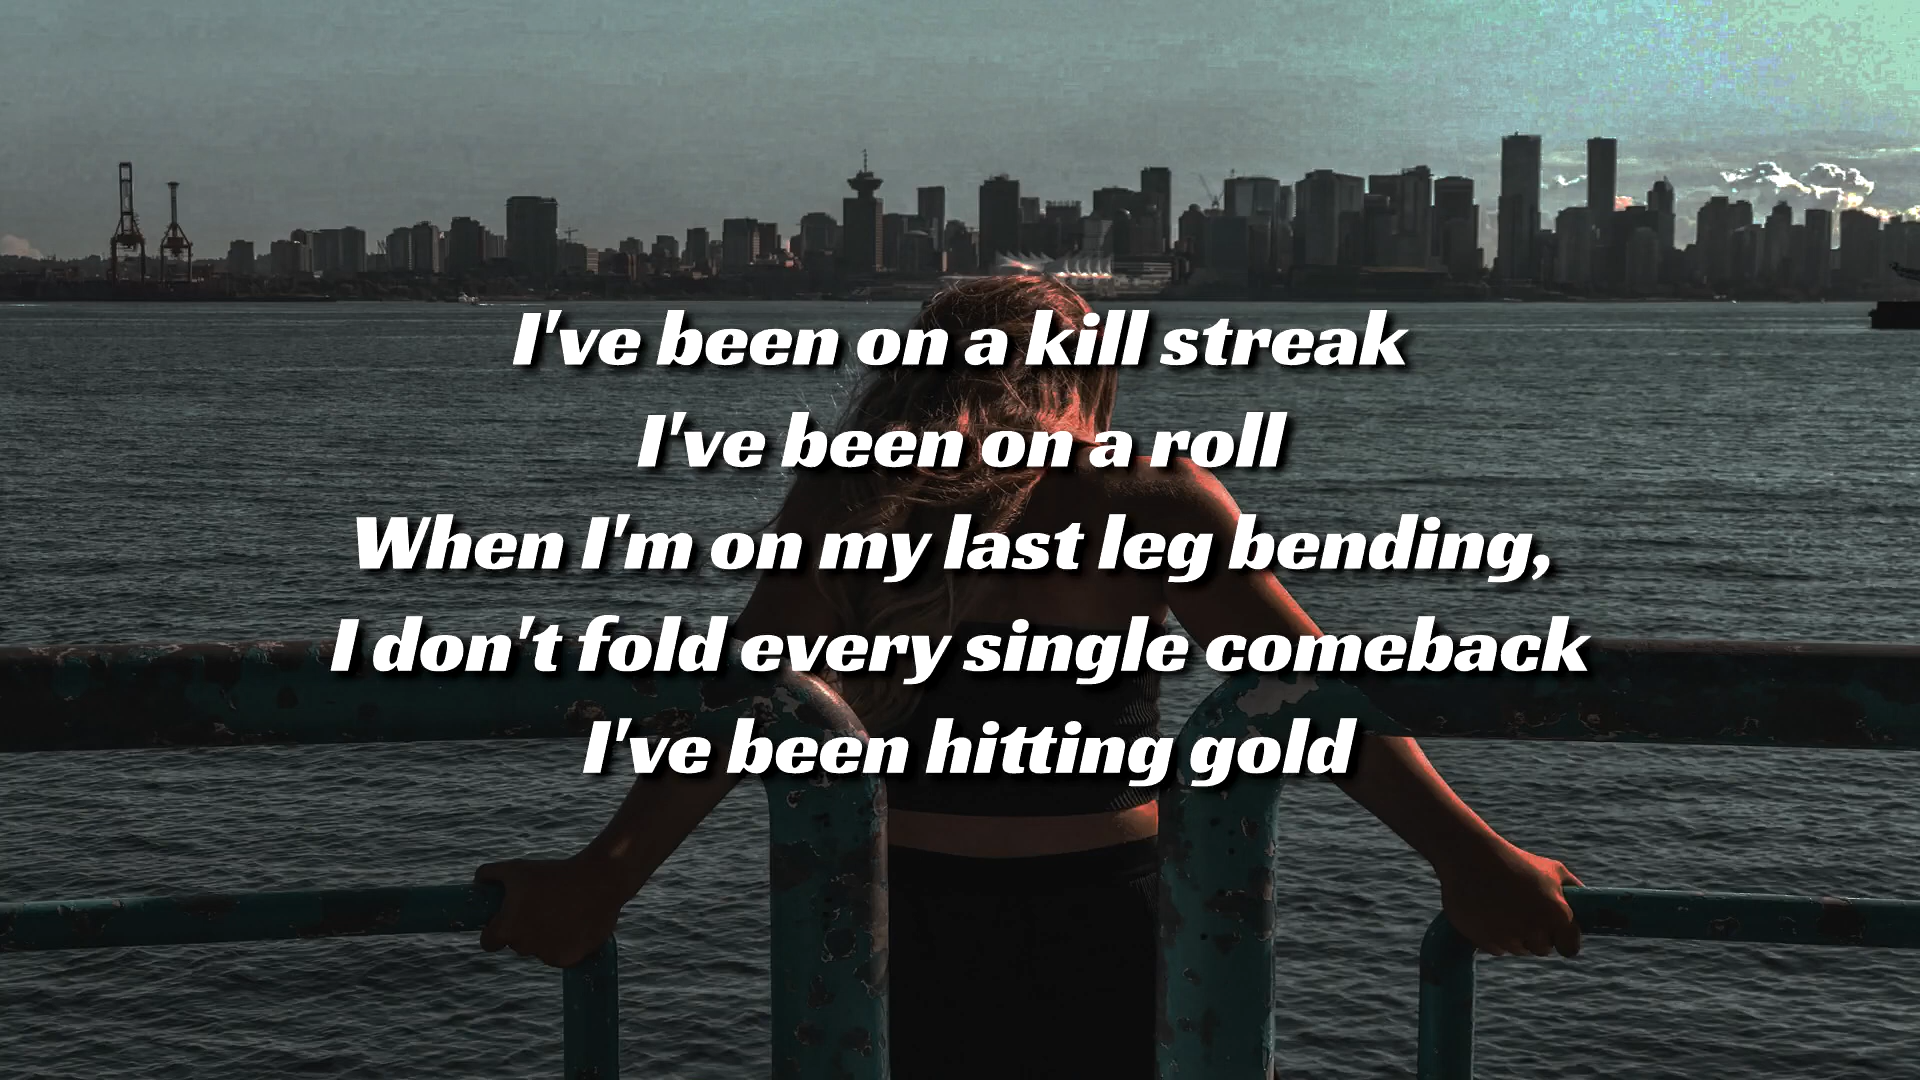 I've been on a kill streak
I've been on a roll
When I'm on my last leg bending,
I don't fold every single comeback
I've been hitting gold